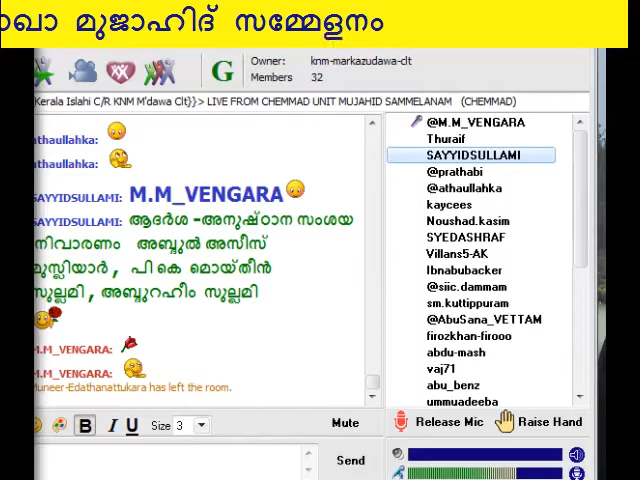 മുജാഹിദ് സമ്മേളനം
G
Owner: knm-markazudawa-clt
Members 32
Kerala Islahi C/R KNM M'dawa Clt}}> LIVE FROM CHEMMAD UNIT MUJAHID SAMMELANAM (CHEMMAD)
athaullahka:
athaullahka:
SAYYIDSULLAMI: M.M_VENGARA
SAYYIDSULLAMI: ആദർശ -അനുഷ്ഠാന സംശയ
നിവാരണം അബ്ദുൽ അസീസ്
മുസ്ലിയാർ , പി കെ മൊയ്തീൻ
സുല്ലമി , അബ്ദുറഹീം സുല്ലമി
M.M_VENGARA:
M.M_VENGARA:
Muneer-Edathanattukara has left the room.
@M.M_VENGARA
Thuraif
SAYYIDSULLAMI
@prathabi
@athaullahka
kaycees
Noushad.kasim
SYEDASHRAF
Villans5-AK
Ibnabubacker
@siic.dammam
sm.kuttippuram
@AbuSana_VETTAM
firozkhan-firooo
abdu-mash
vaj71
abu_benz
ummuadeeba
B I U Size 3 Mute
Release Mic Raise Hand
Send